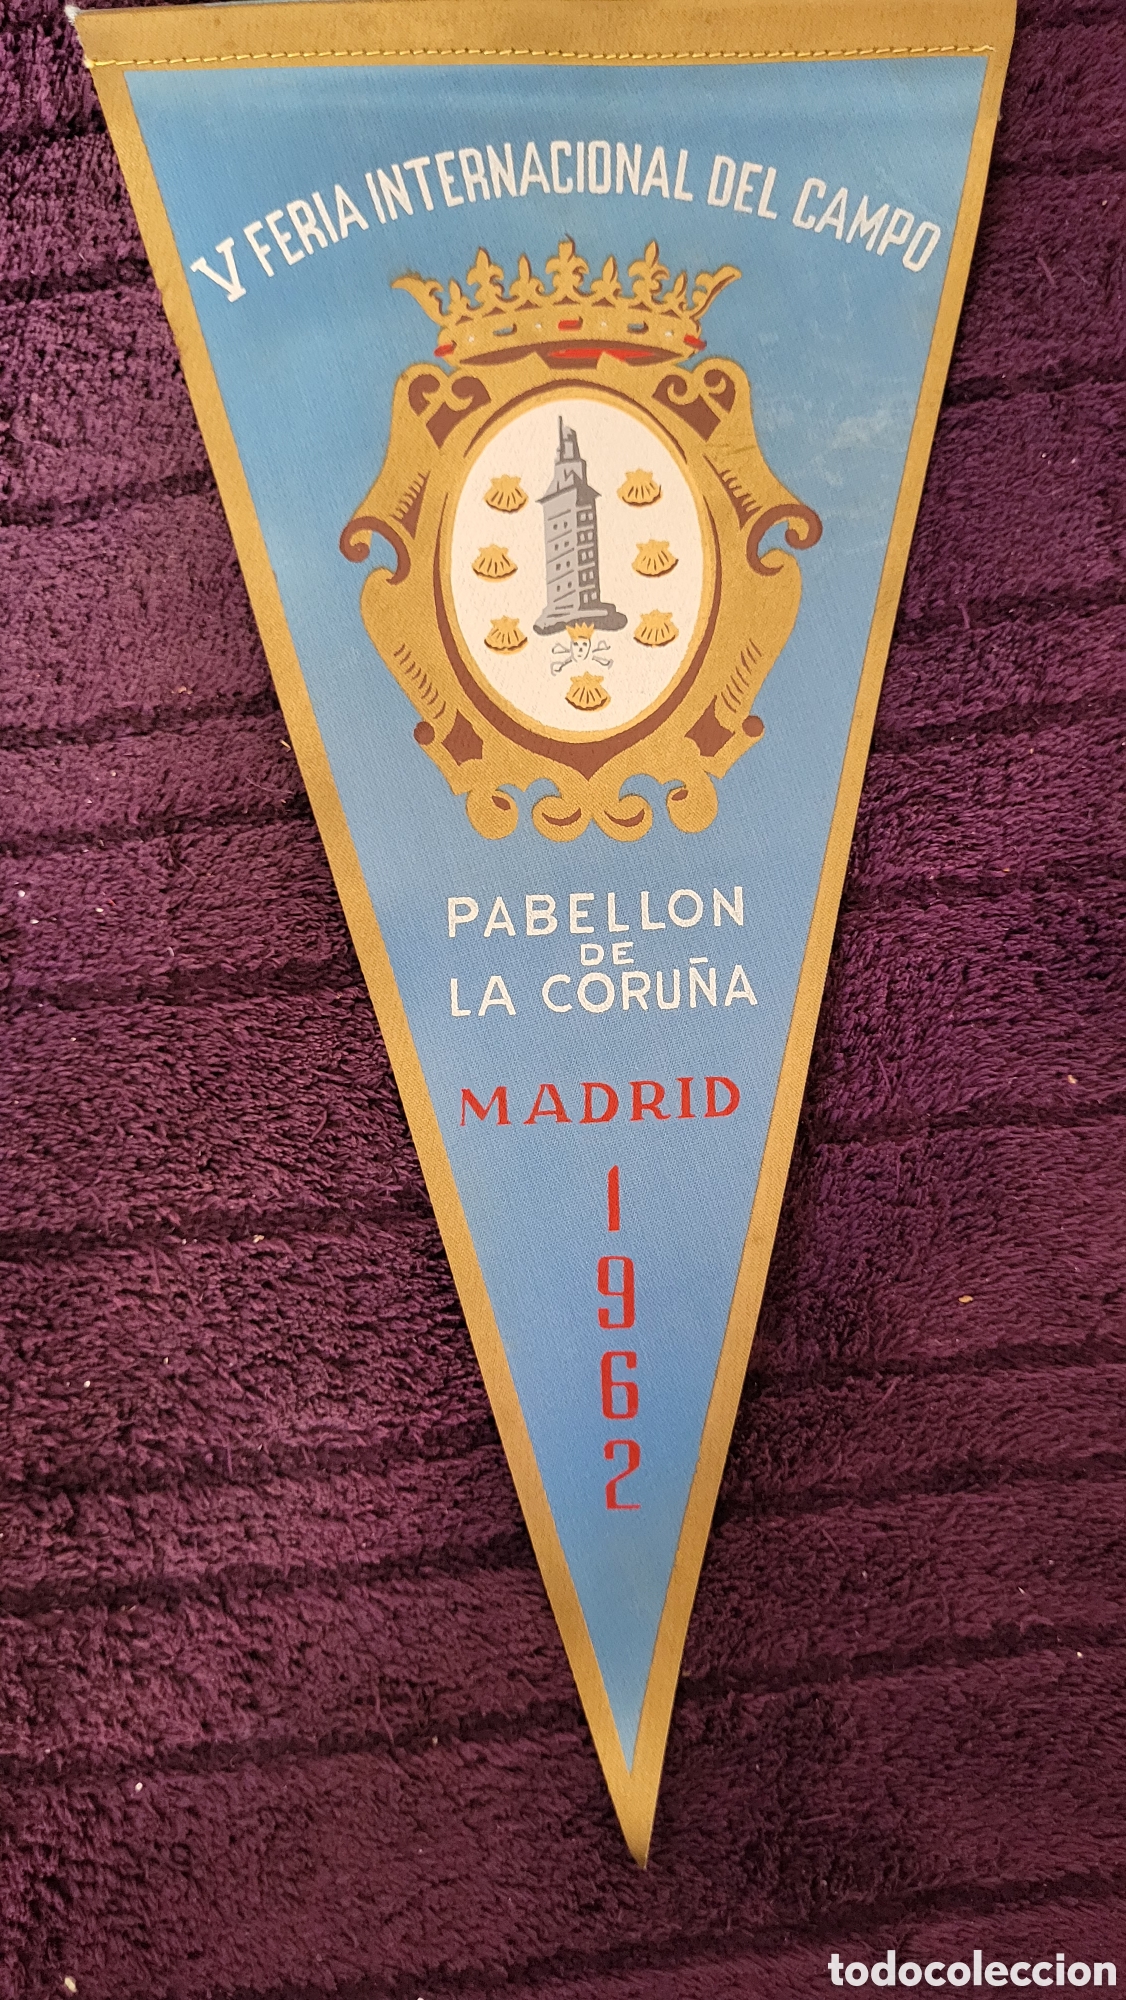 V FERIA INTERNACIONAL DEL CAMPO
PABELLON
DE
LA CORUÑA
MADRID
1
9
6
2
todocoleccion